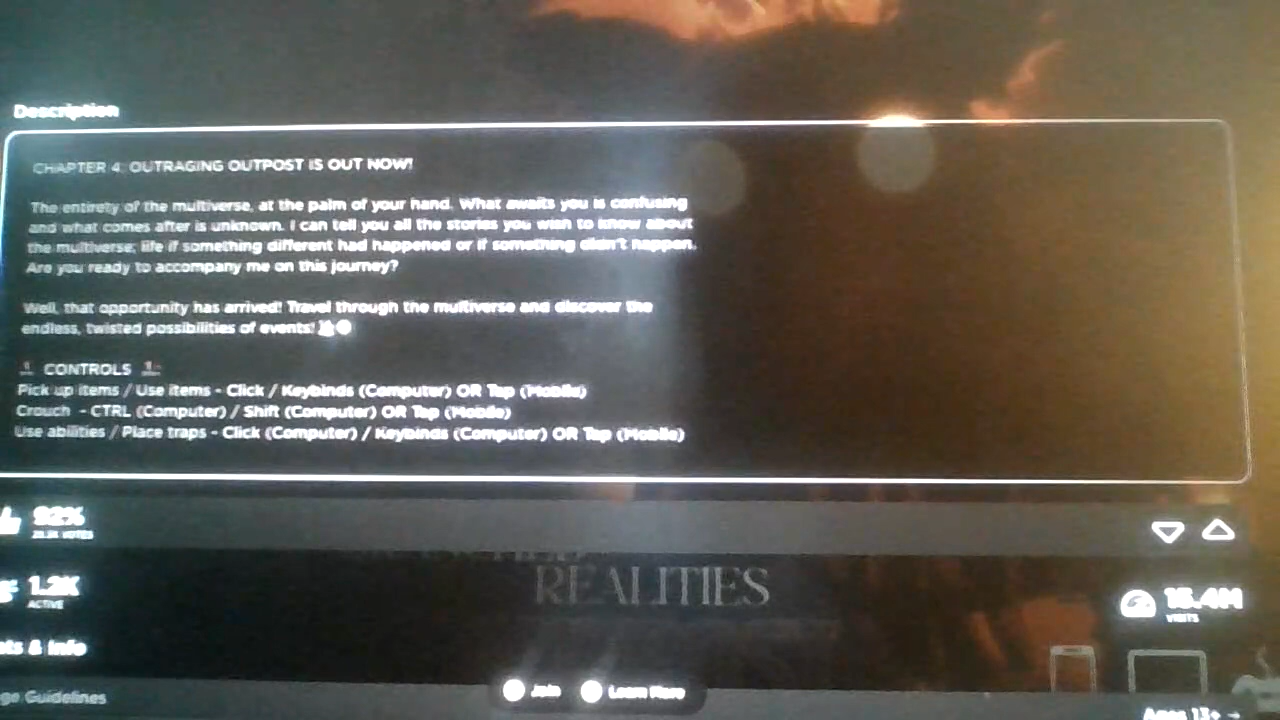 Description
CHAPTER 4: OUTRAGING OUTPOST IS OUT NOW!
The entirety of the multiverse, at the palm of your hand. What awaits you is confusing
and what comes after is unknown. I can tell you all the stories you wish to know about
the multiverse; life if something different had happened or if something didn't happen.
Are you ready to accompany me on this journey?
Well, that opportunity has arrived! Travel through the multiverse and discover the
endless, twisted possibilities of events!
CONTROLS
Pick up items / Use items - Click / Keybinds (Computer) OR Tap (Mobile)
Crouch - CTRL (Computer) / Shift (Computer) OR Tap (Mobile)
Use abilities / Place traps - Click (Computer) / Keybinds (Computer) OR Tap (Mobile)
92%
VOTES
1.2K
ACTIVE
REALITIES
VISITS
& Info
Guidelines
Join
Learn More
Ages